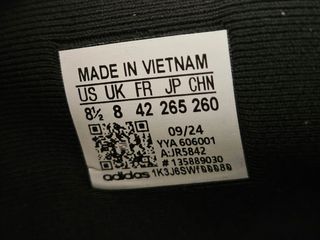 MADE IN VIETNAM
US UK FR JP CHN
8½ 8 42 265 260
09/24
YYA 606001
A:JR5842
# 135889030
adidas